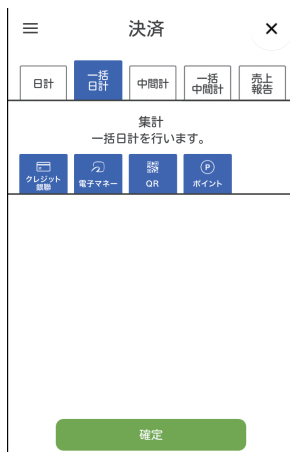 決済
日計
一括
日計
中間計
一括
中間計
売上
報告
集計
一括日計を行います。
クレジット
銀聯
電子マネー
QR
P
ポイント
確定